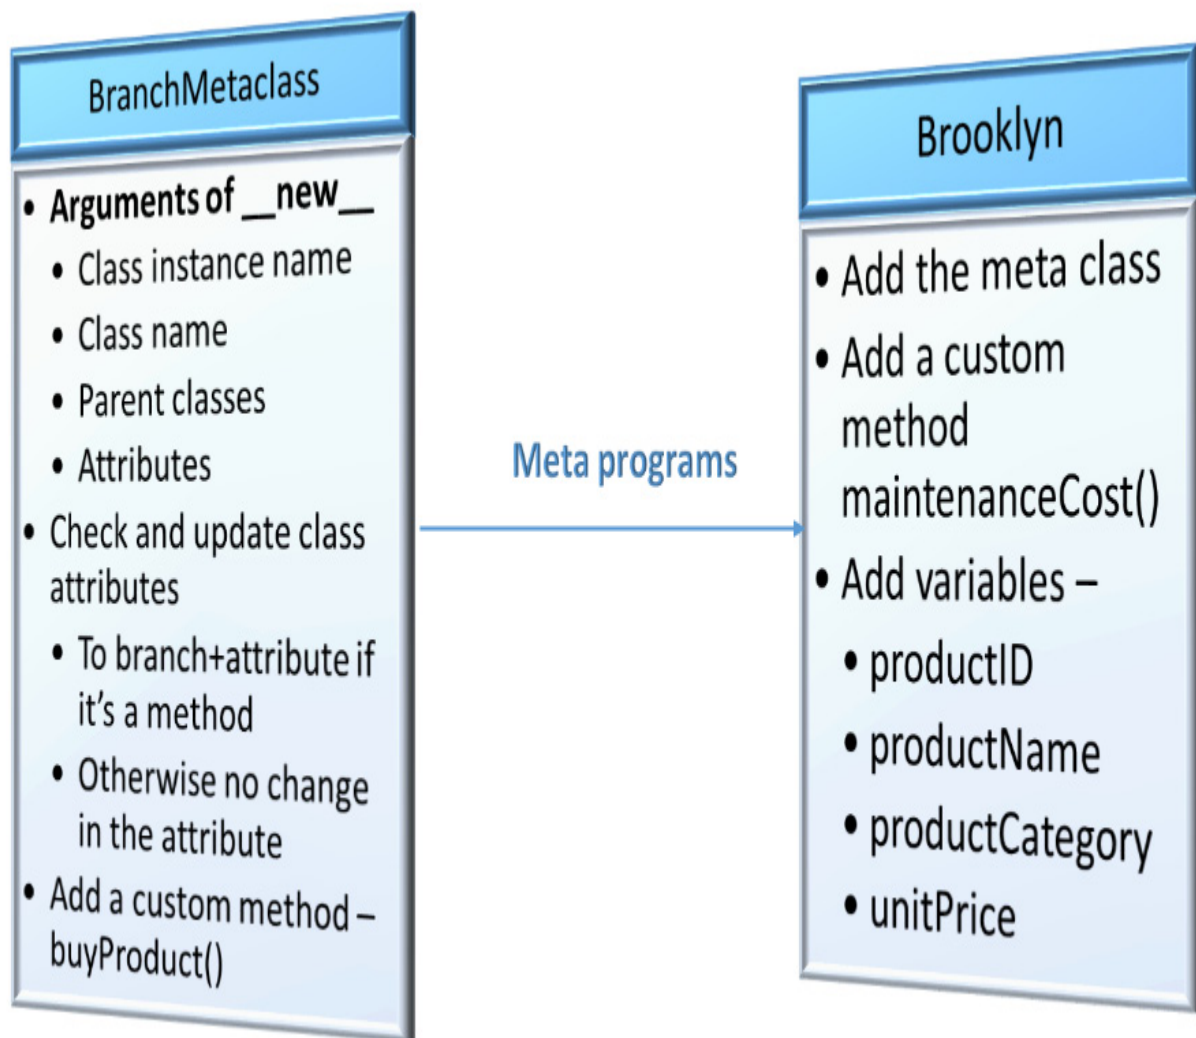 BranchMetaclass
• Arguments of __new__
• Class instance name
• Class name
• Parent classes
• Attributes
• Check and update class
attributes
• To branch+attribute if
it's a method
• Otherwise no change
in the attribute
• Add a custom method –
buyProduct()
Meta programs
Brooklyn
• Add the meta class
• Add a custom
method
maintenanceCost()
• Add variables –
• productID
• productName
• productCategory
• unitPrice